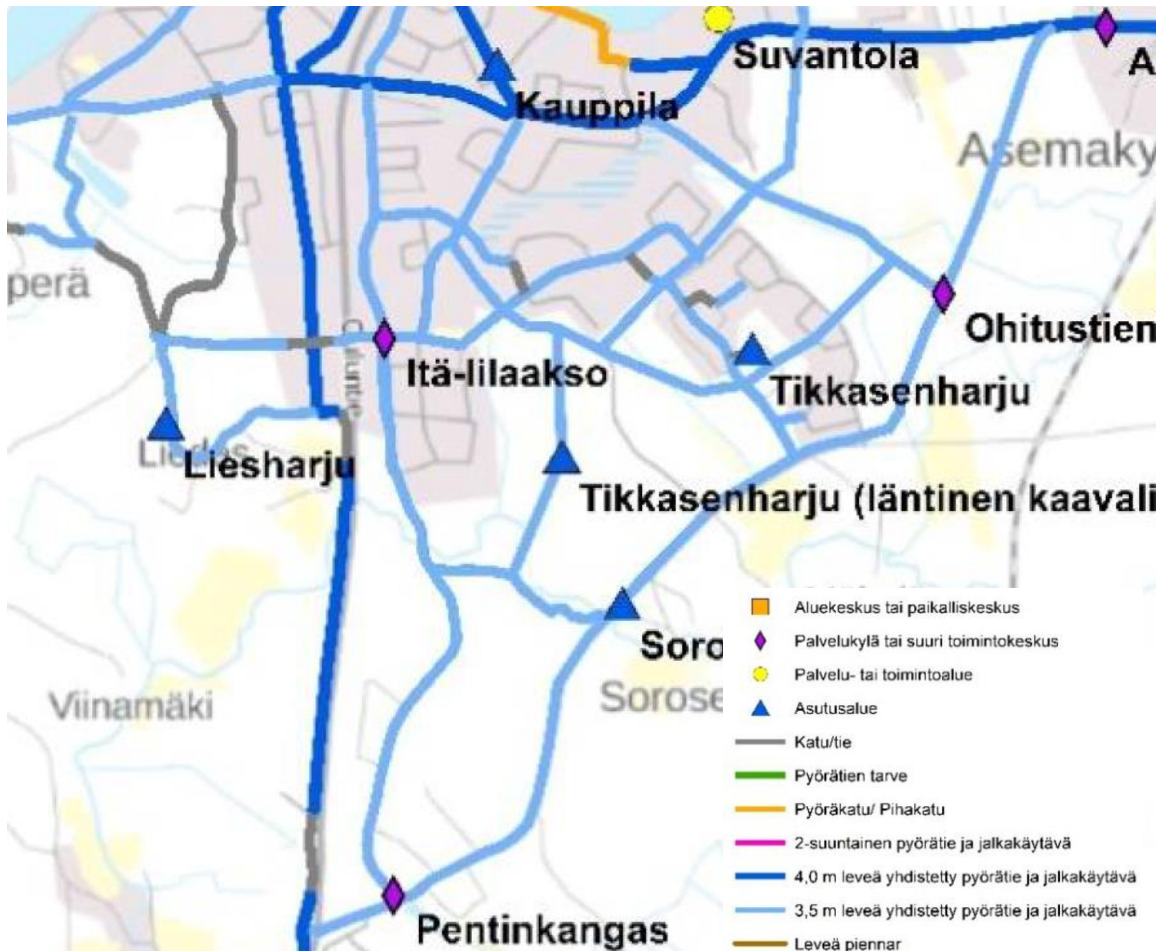 Suvantola
A
Kauppila
Asemaky
perä
Ohitustien
Itä-Iilaakso
Tikkasenharju
Liesharju
Tikkasenharju (läntinen kaavali
Soro
Sorose
Viinamäki
Pentinkangas
Aluekeskus tai paikalliskeskus
Palvelukylä tai suuri toimintokeskus
Palvelu- tai toimintoalue
Asutusalue
Katu/tie
Pyörätien tarve
Pyöräkatu/ Pihakatu
2-suuntainen pyörätie ja jalkakäytävä
4,0 m leveä yhdistetty pyörätie ja jalkakäytävä
3,5 m leveä yhdistetty pyörätie ja jalkakäytävä
Leveä piennar